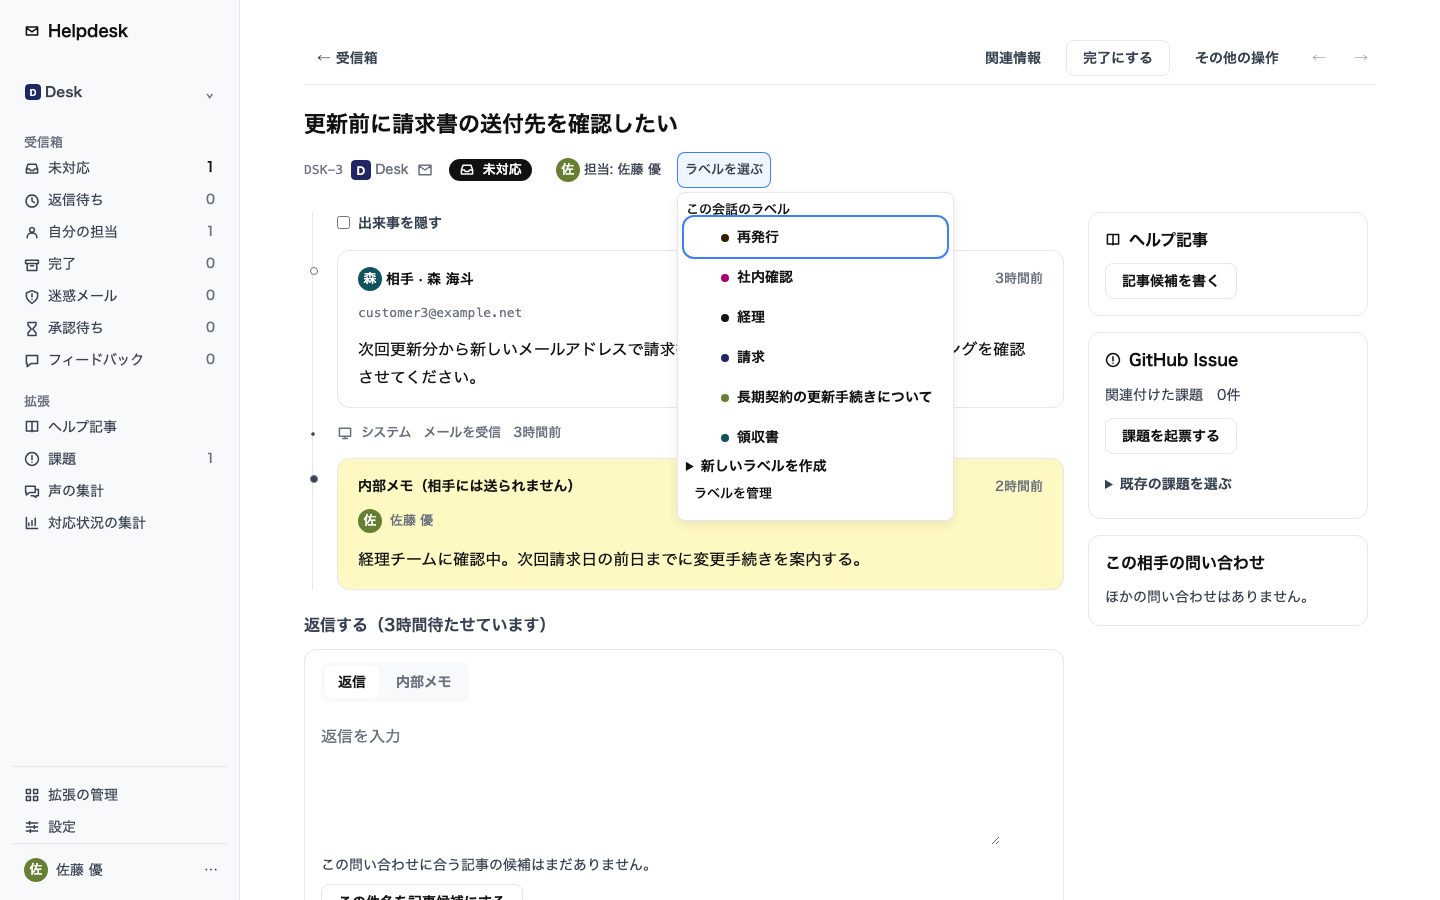 Helpdesk
D Desk
受信箱
未対応 1
返信待ち 0
自分の担当 1
完了 0
迷惑メール 0
承認待ち 0
フィードバック 0
拡張
ヘルプ記事
課題 1
声の集計
対応状況の集計
拡張の管理
設定
佐 佐藤 優 …
← 受信箱
関連情報 完了にする その他の操作 ← →
更新前に請求書の送付先を確認したい
DSK-3 D Desk 未対応 佐 担当: 佐藤 優 ラベルを選ぶ
出来事を隠す
森 相手 · 森 海斗 3時間前
customer3@example.net
次回更新分から新しいメールアドレスで請求 ングを確認
させてください。
システム メールを受信 3時間前
内部メモ（相手には送られません） 2時間前
佐 佐藤 優
経理チームに確認中。次回請求日の前日までに変更手続きを案内する。
この会話のラベル
再発行
社内確認
経理
請求
長期契約の更新手続きについて
領収書
▶ 新しいラベルを作成
ラベルを管理
返信する（3時間待たせています）
返信 内部メモ
返信を入力
この問い合わせに合う記事の候補はまだありません。
この件名を記事候補にする
ヘルプ記事
記事候補を書く
GitHub Issue
関連付けた課題 0件
課題を起票する
▶ 既存の課題を選ぶ
この相手の問い合わせ
ほかの問い合わせはありません。